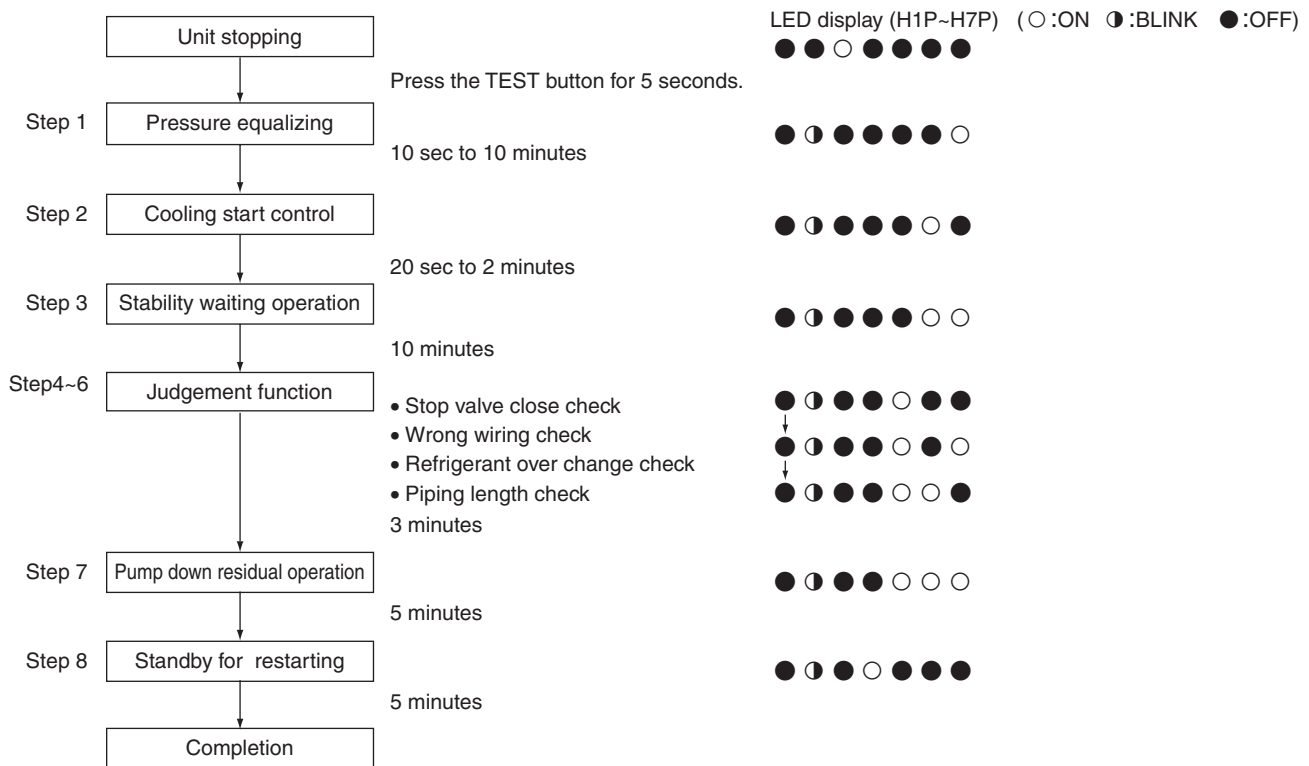 LED display (H1P~H7P) ( ○ :ON ◑ :BLINK ● :OFF)
Unit stopping
Press the TEST button for 5 seconds.
Step 1 Pressure equalizing
10 sec to 10 minutes
Step 2 Cooling start control
20 sec to 2 minutes
Step 3 Stability waiting operation
10 minutes
Step4~6 Judgement function
• Stop valve close check
• Wrong wiring check
• Refrigerant over change check
• Piping length check
3 minutes
Step 7 Pump down residual operation
5 minutes
Step 8 Standby for restarting
5 minutes
Completion